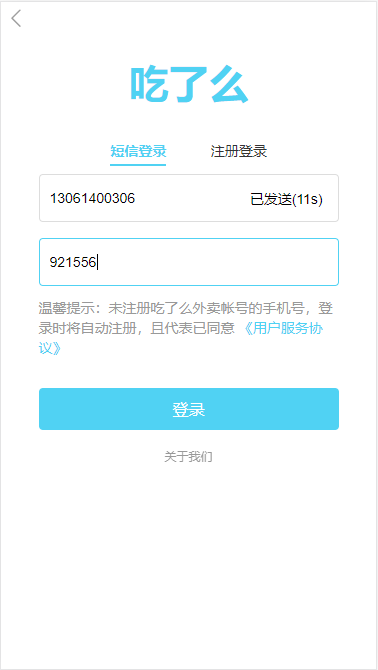 吃了么
短信登录 注册登录
13061400306 已发送(11s)
921556
温馨提示：未注册吃了么外卖帐号的手机号，登
录时将自动注册，且代表已同意《用户服务协
议》
登录
关于我们